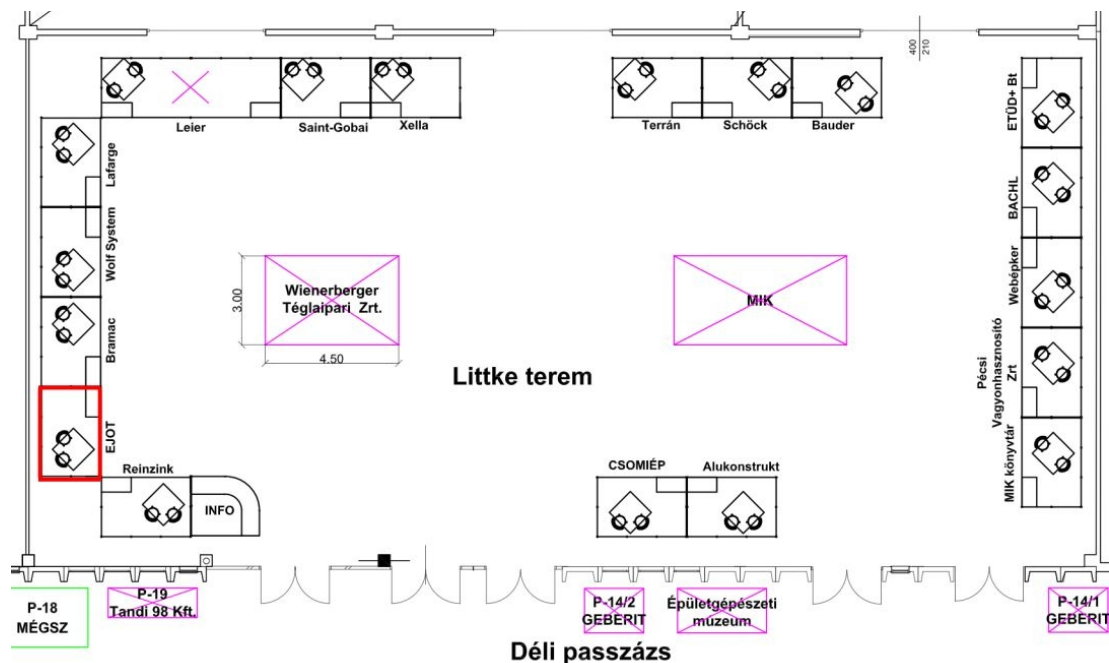 400
210
Leier
Saint-Gobai
Xella
Terrán
Schöck
Bauder
ETÜD+ Bt
Lafarge
BACHL
Wolf System
Webépker
Wienerberger
Téglaipari Zrt.
MIK
3.00
4.50
Bramac
Littke terem
Pécsi
Vagyonhasznosító
Zrt
EJOT
MIK könyvtár
Reinzink
INFO
CSOMIÉP
Alukonstrukt
P-18
MÉGSZ
P-19
Tandi 98 Kft.
P-14/2
GEBERIT
Épületgépészeti
múzeum
P-14/1
GEBERIT
Déli passzázs